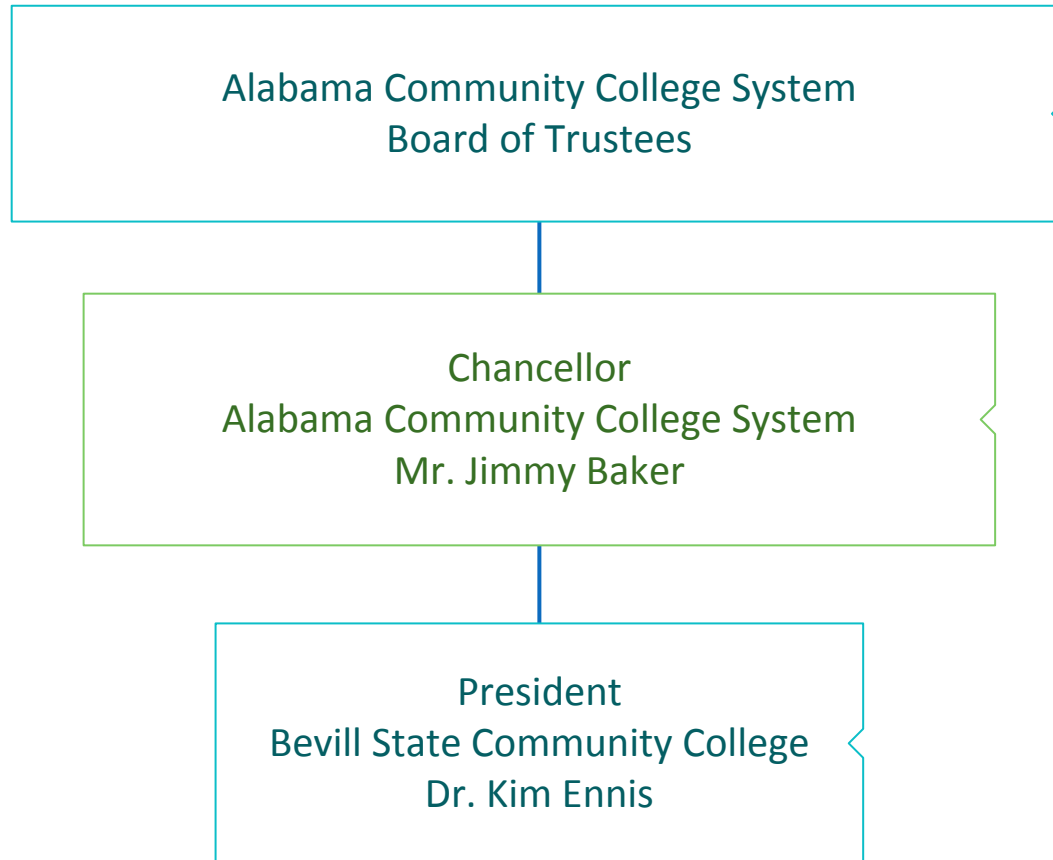 Alabama Community College System
Board of Trustees
Chancellor
Alabama Community College System
Mr. Jimmy Baker
President
Bevill State Community College
Dr. Kim Ennis